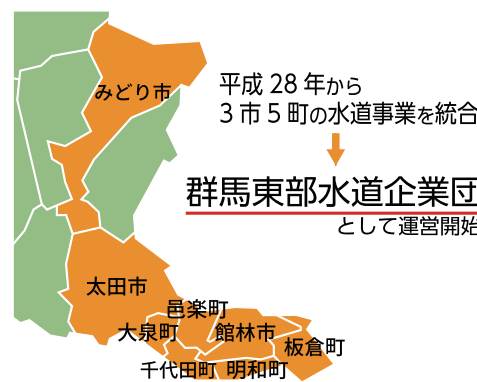 みどり市
平成 28 年から
3 市 5 町の水道事業を統合
群馬東部水道企業団
として運営開始
太田市
邑楽町
大泉町
館林市
板倉町
千代田町
明和町